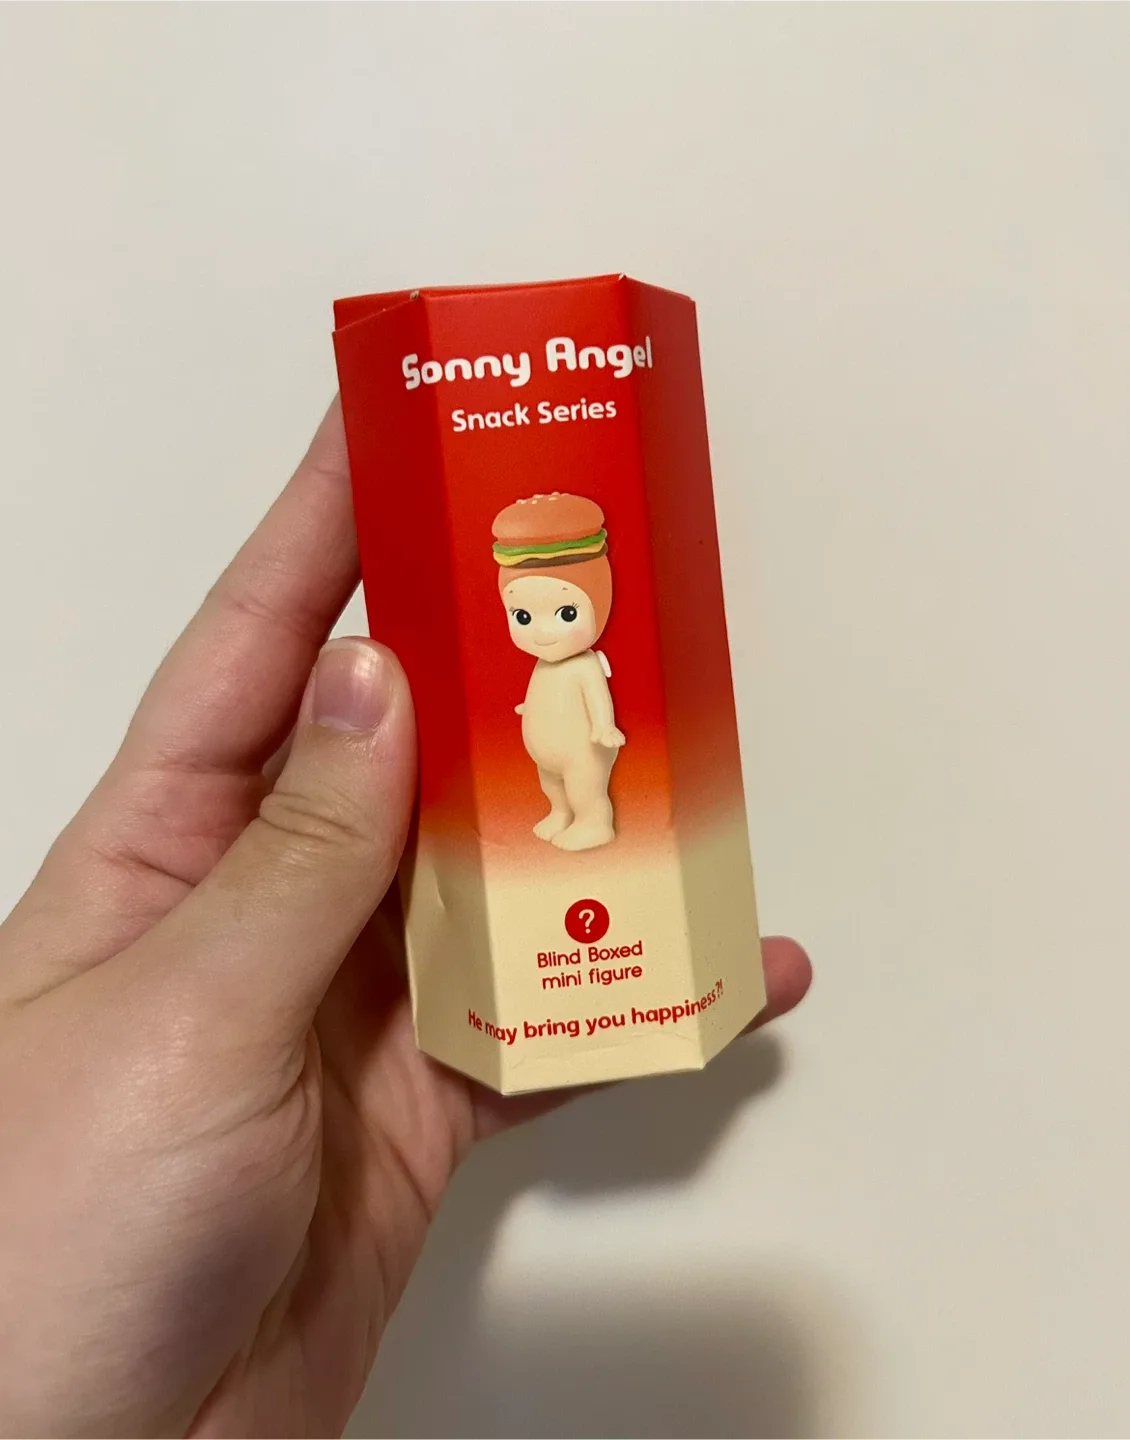 Sonny Angel
Snack Series
?
Blind Boxed
mini figure
He may bring you happiness?!